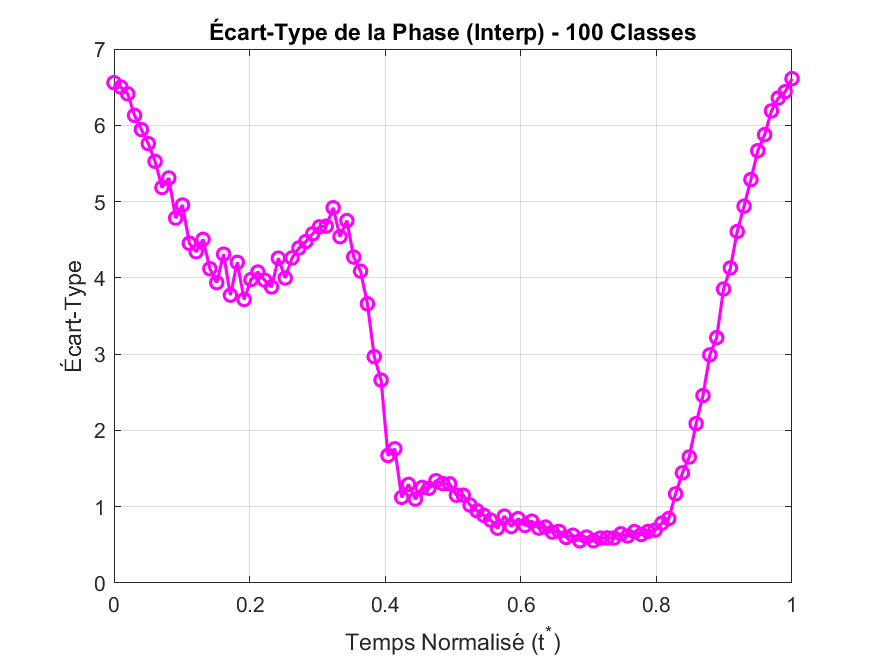 Écart-Type de la Phase (Interp) - 100 Classes
7
6
5
4
3
2
1
0
Écart-Type
0 0.2 0.4 0.6 0.8 1
Temps Normalisé (t*)